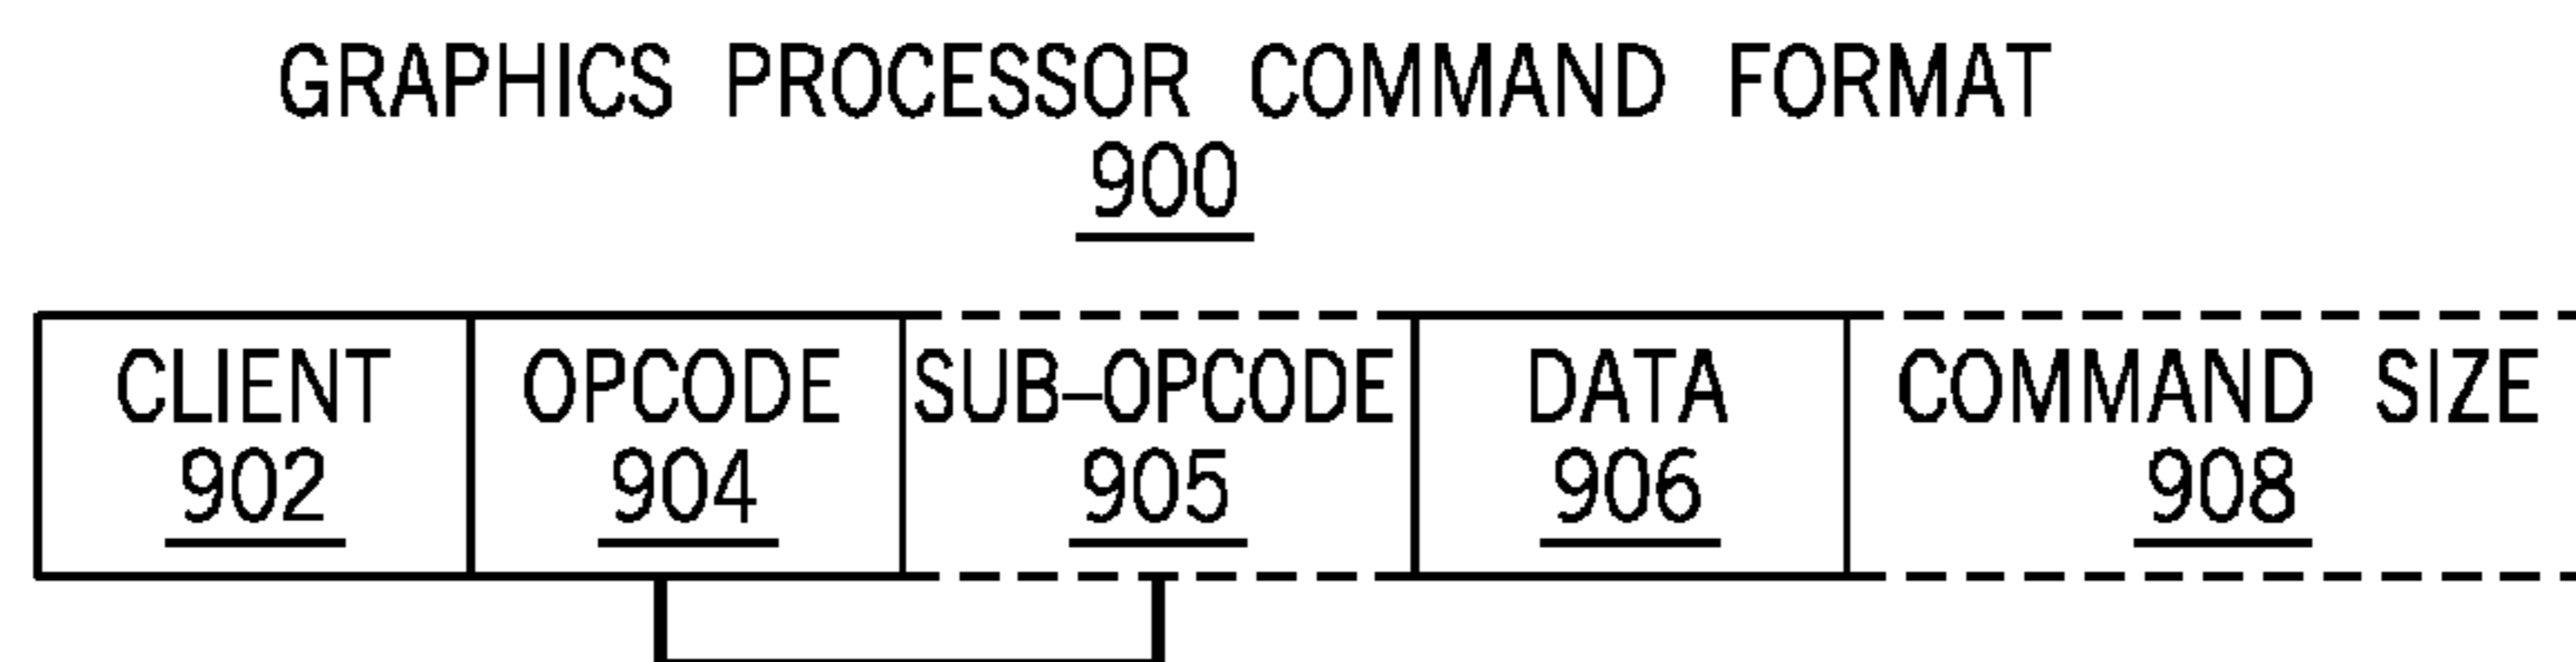 GRAPHICS PROCESSOR COMMAND FORMAT
900
CLIENT OPCODE SUB–OPCODE DATA COMMAND SIZE
902 904 905 906 908